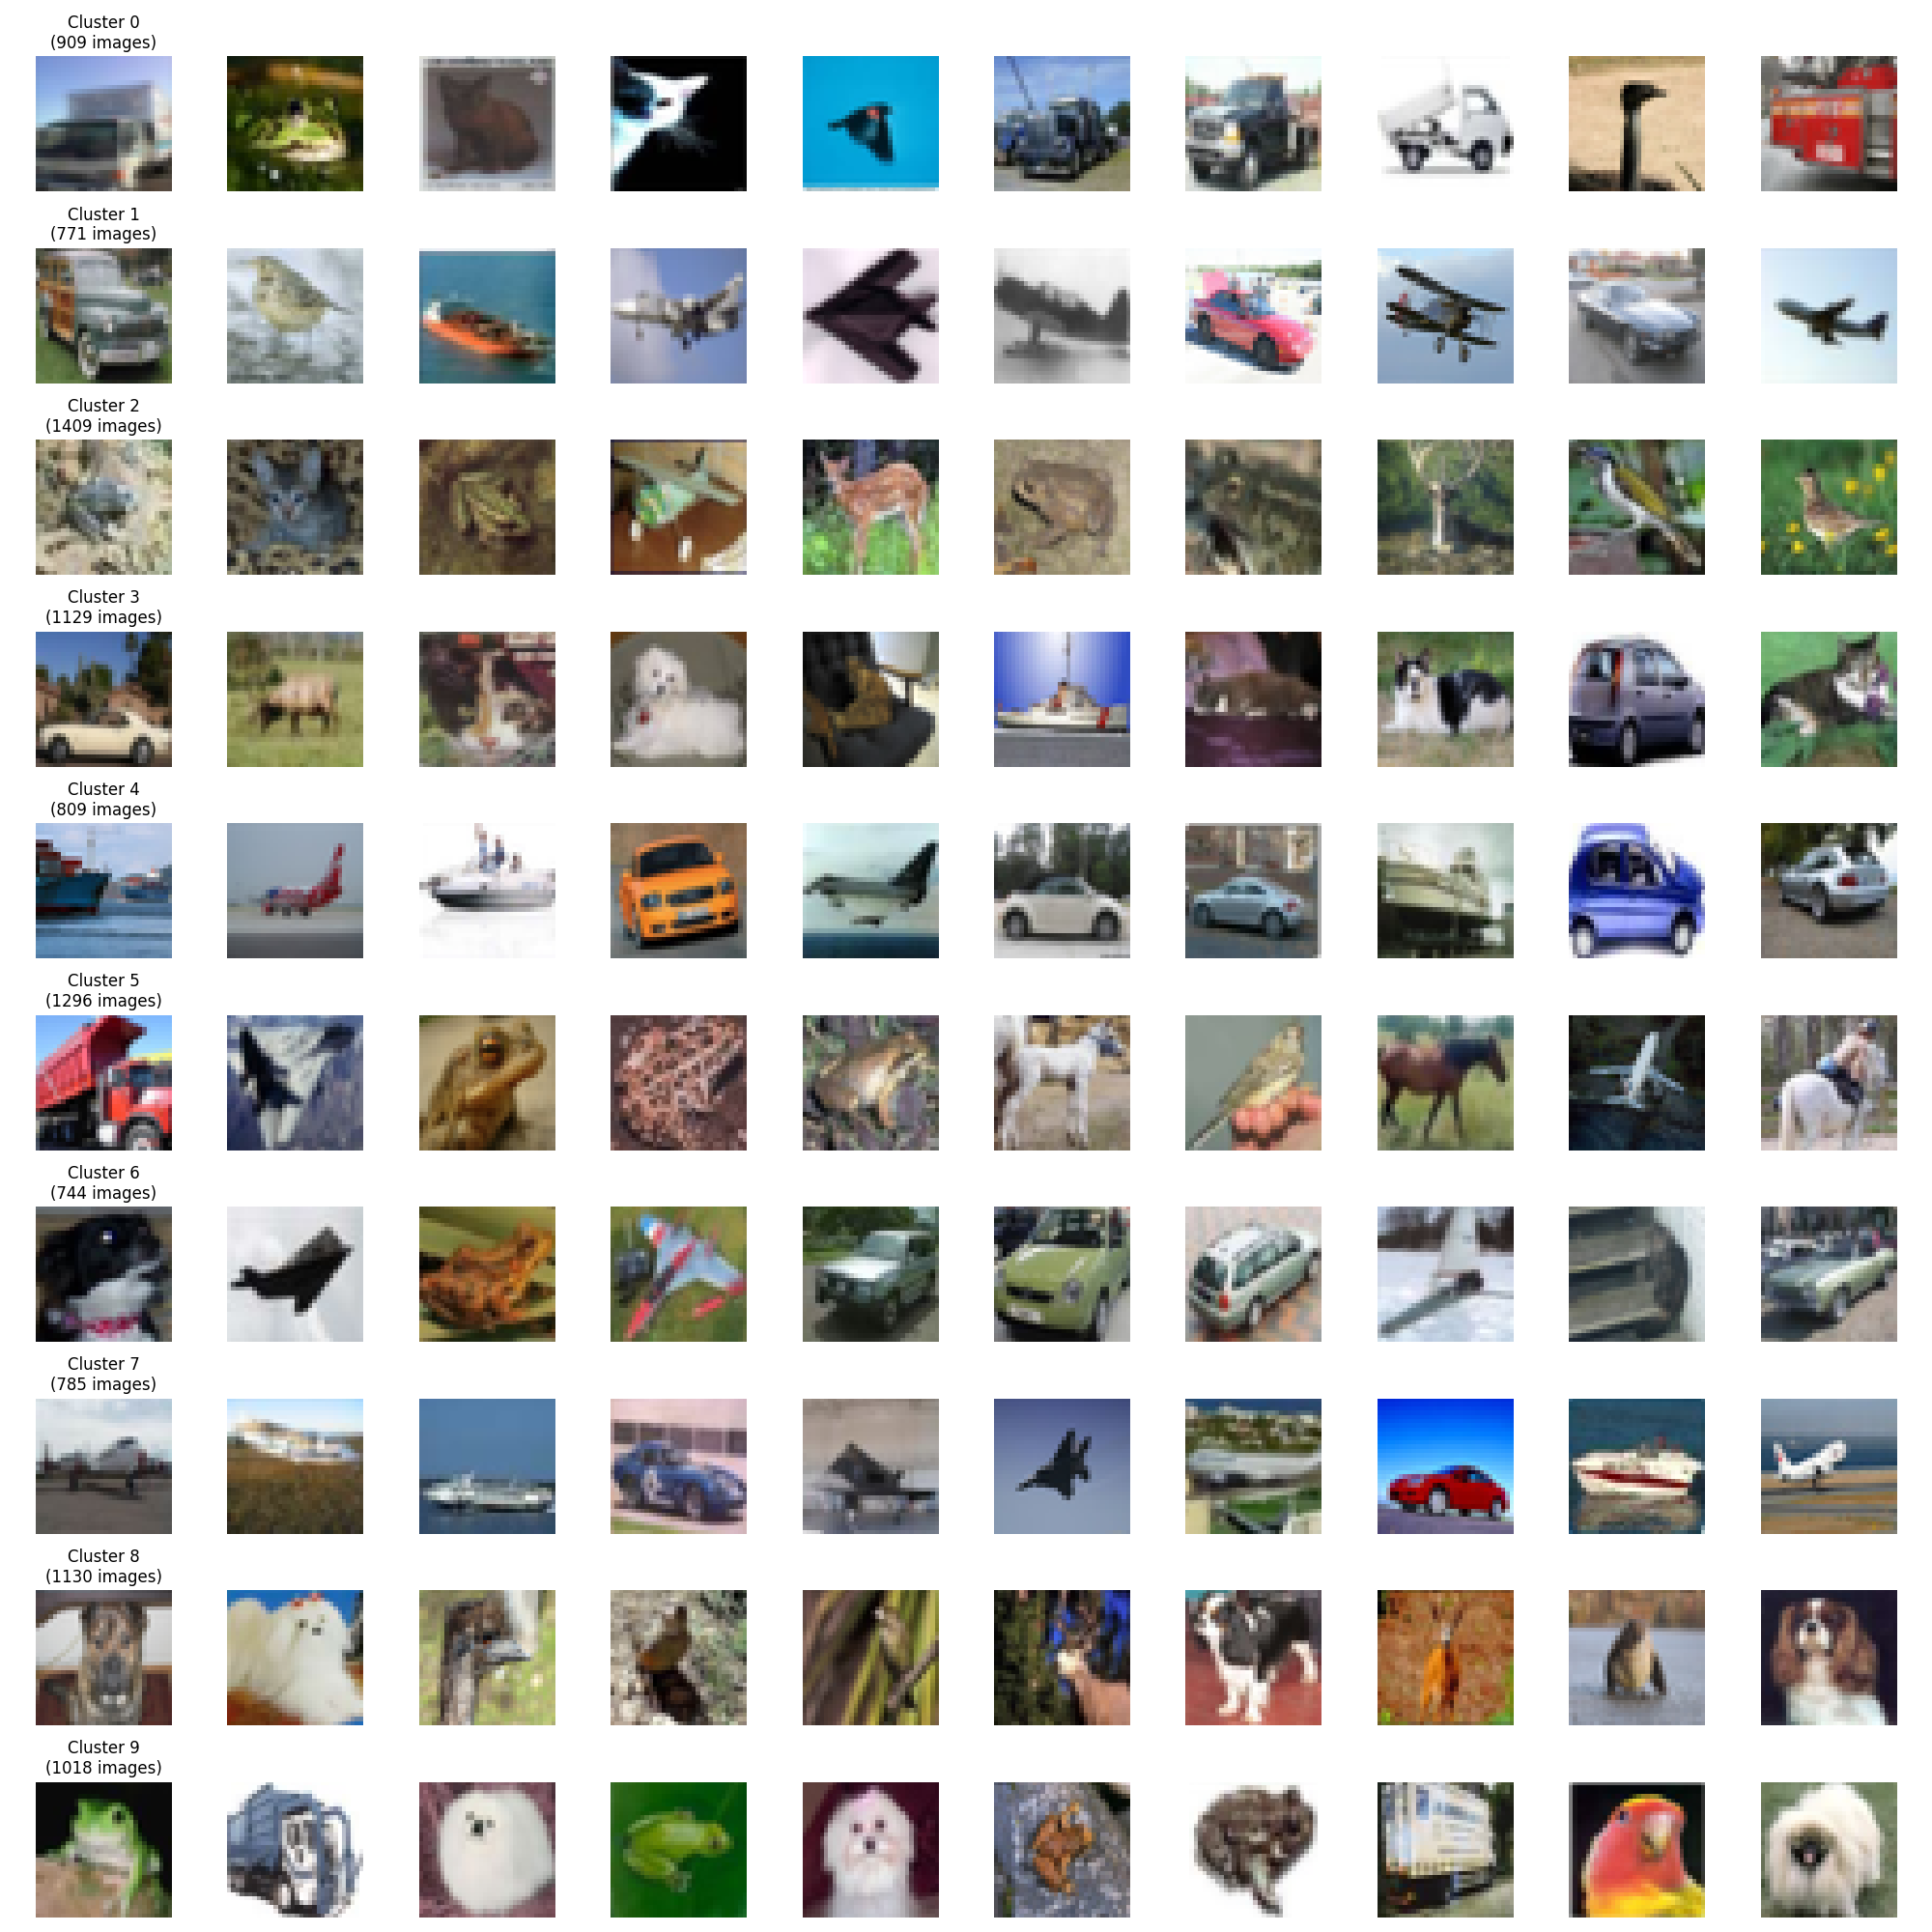 Cluster 0
(909 images)
Cluster 1
(771 images)
Cluster 2
(1409 images)
Cluster 3
(1129 images)
Cluster 4
(809 images)
Cluster 5
(1296 images)
Cluster 6
(744 images)
Cluster 7
(785 images)
Cluster 8
(1130 images)
Cluster 9
(1018 images)